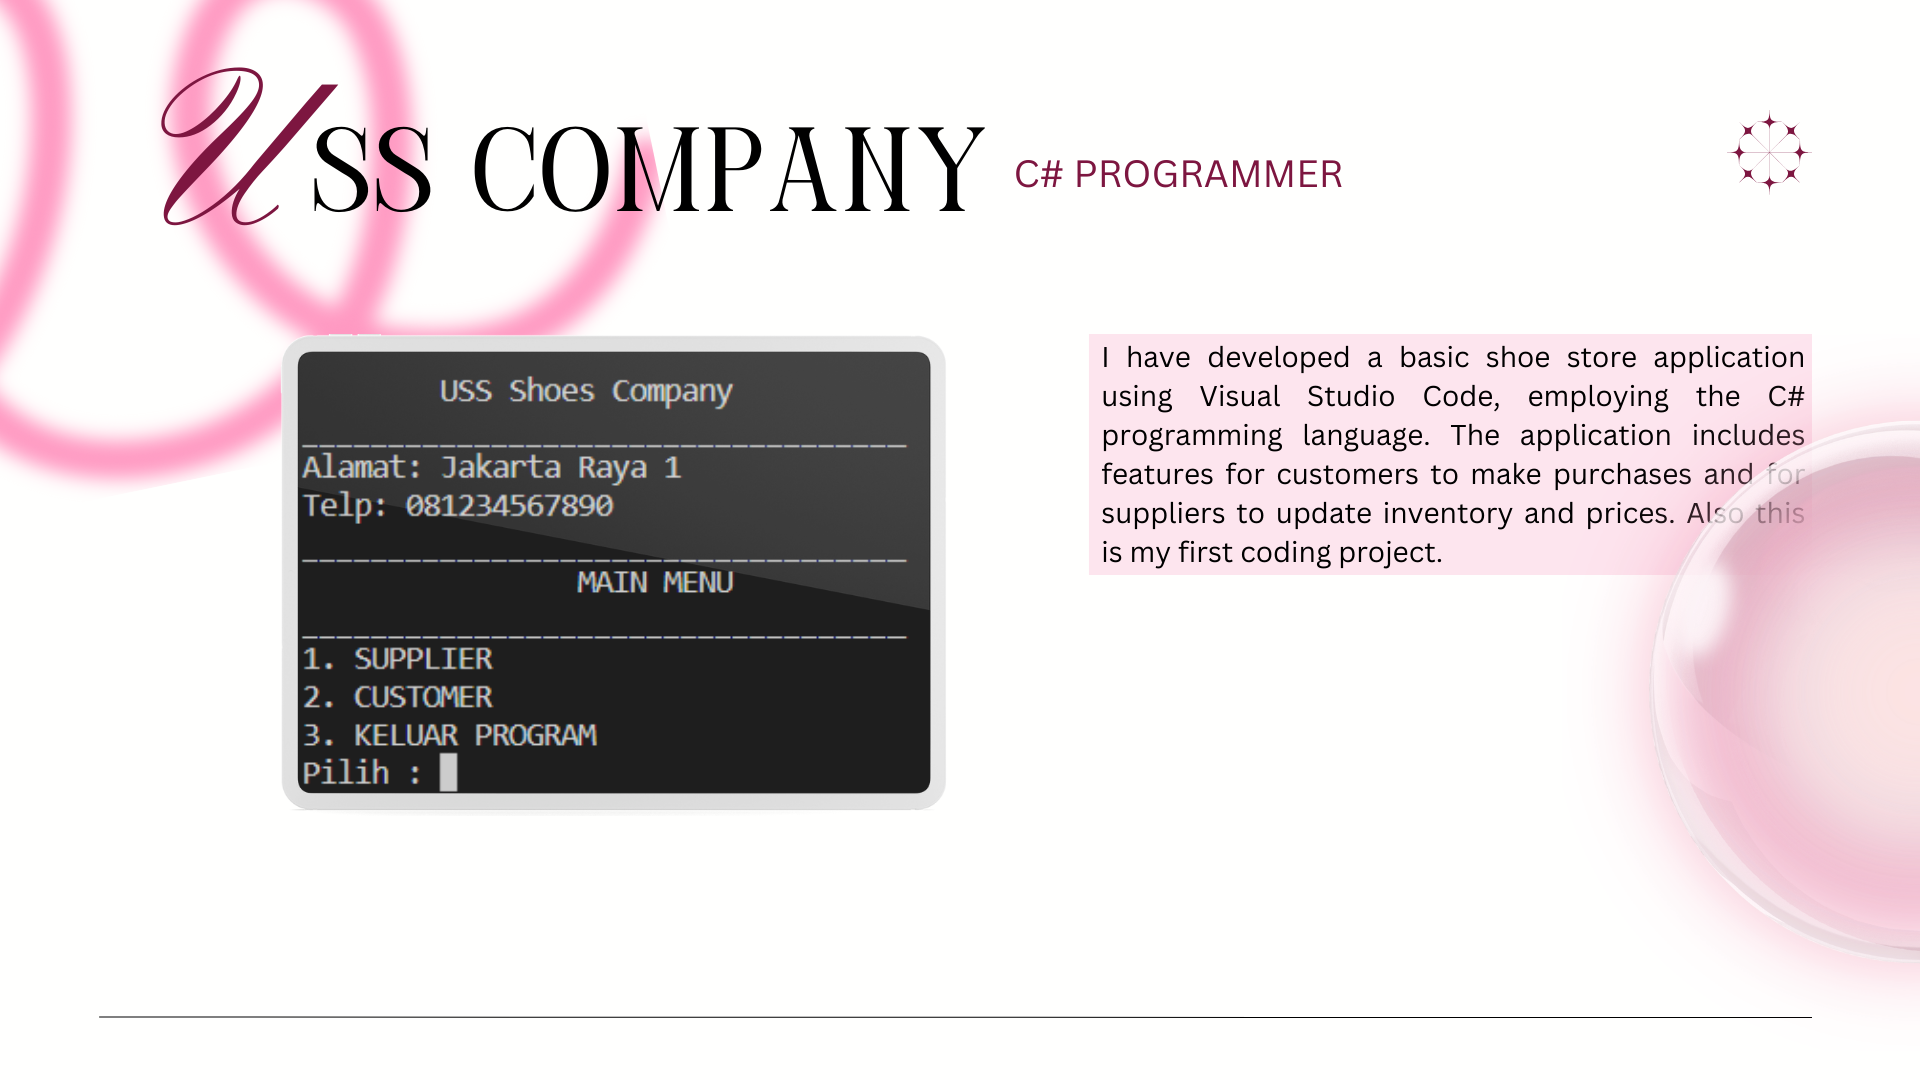 USS COMPANY C# PROGRAMMER
USS Shoes Company
___________________________________
Alamat: Jakarta Raya 1
Telp: 081234567890
___________________________________
MAIN MENU
___________________________________
1. SUPPLIER
2. CUSTOMER
3. KELUAR PROGRAM
Pilih :
I have developed a basic shoe store application
using Visual Studio Code, employing the C#
programming language. The application includes
features for customers to make purchases and for
suppliers to update inventory and prices. Also this
is my first coding project.